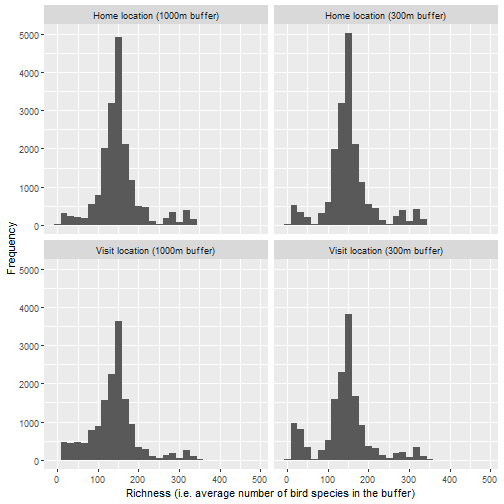 Home location (1000m buffer)
Home location (300m buffer)
5000
4000
3000
2000
1000
0
Visit location (1000m buffer)
Visit location (300m buffer)
5000
4000
3000
2000
1000
0
Frequency
0 100 200 300 400 500
0 100 200 300 400 500
Richness (i.e. average number of bird species in the buffer)